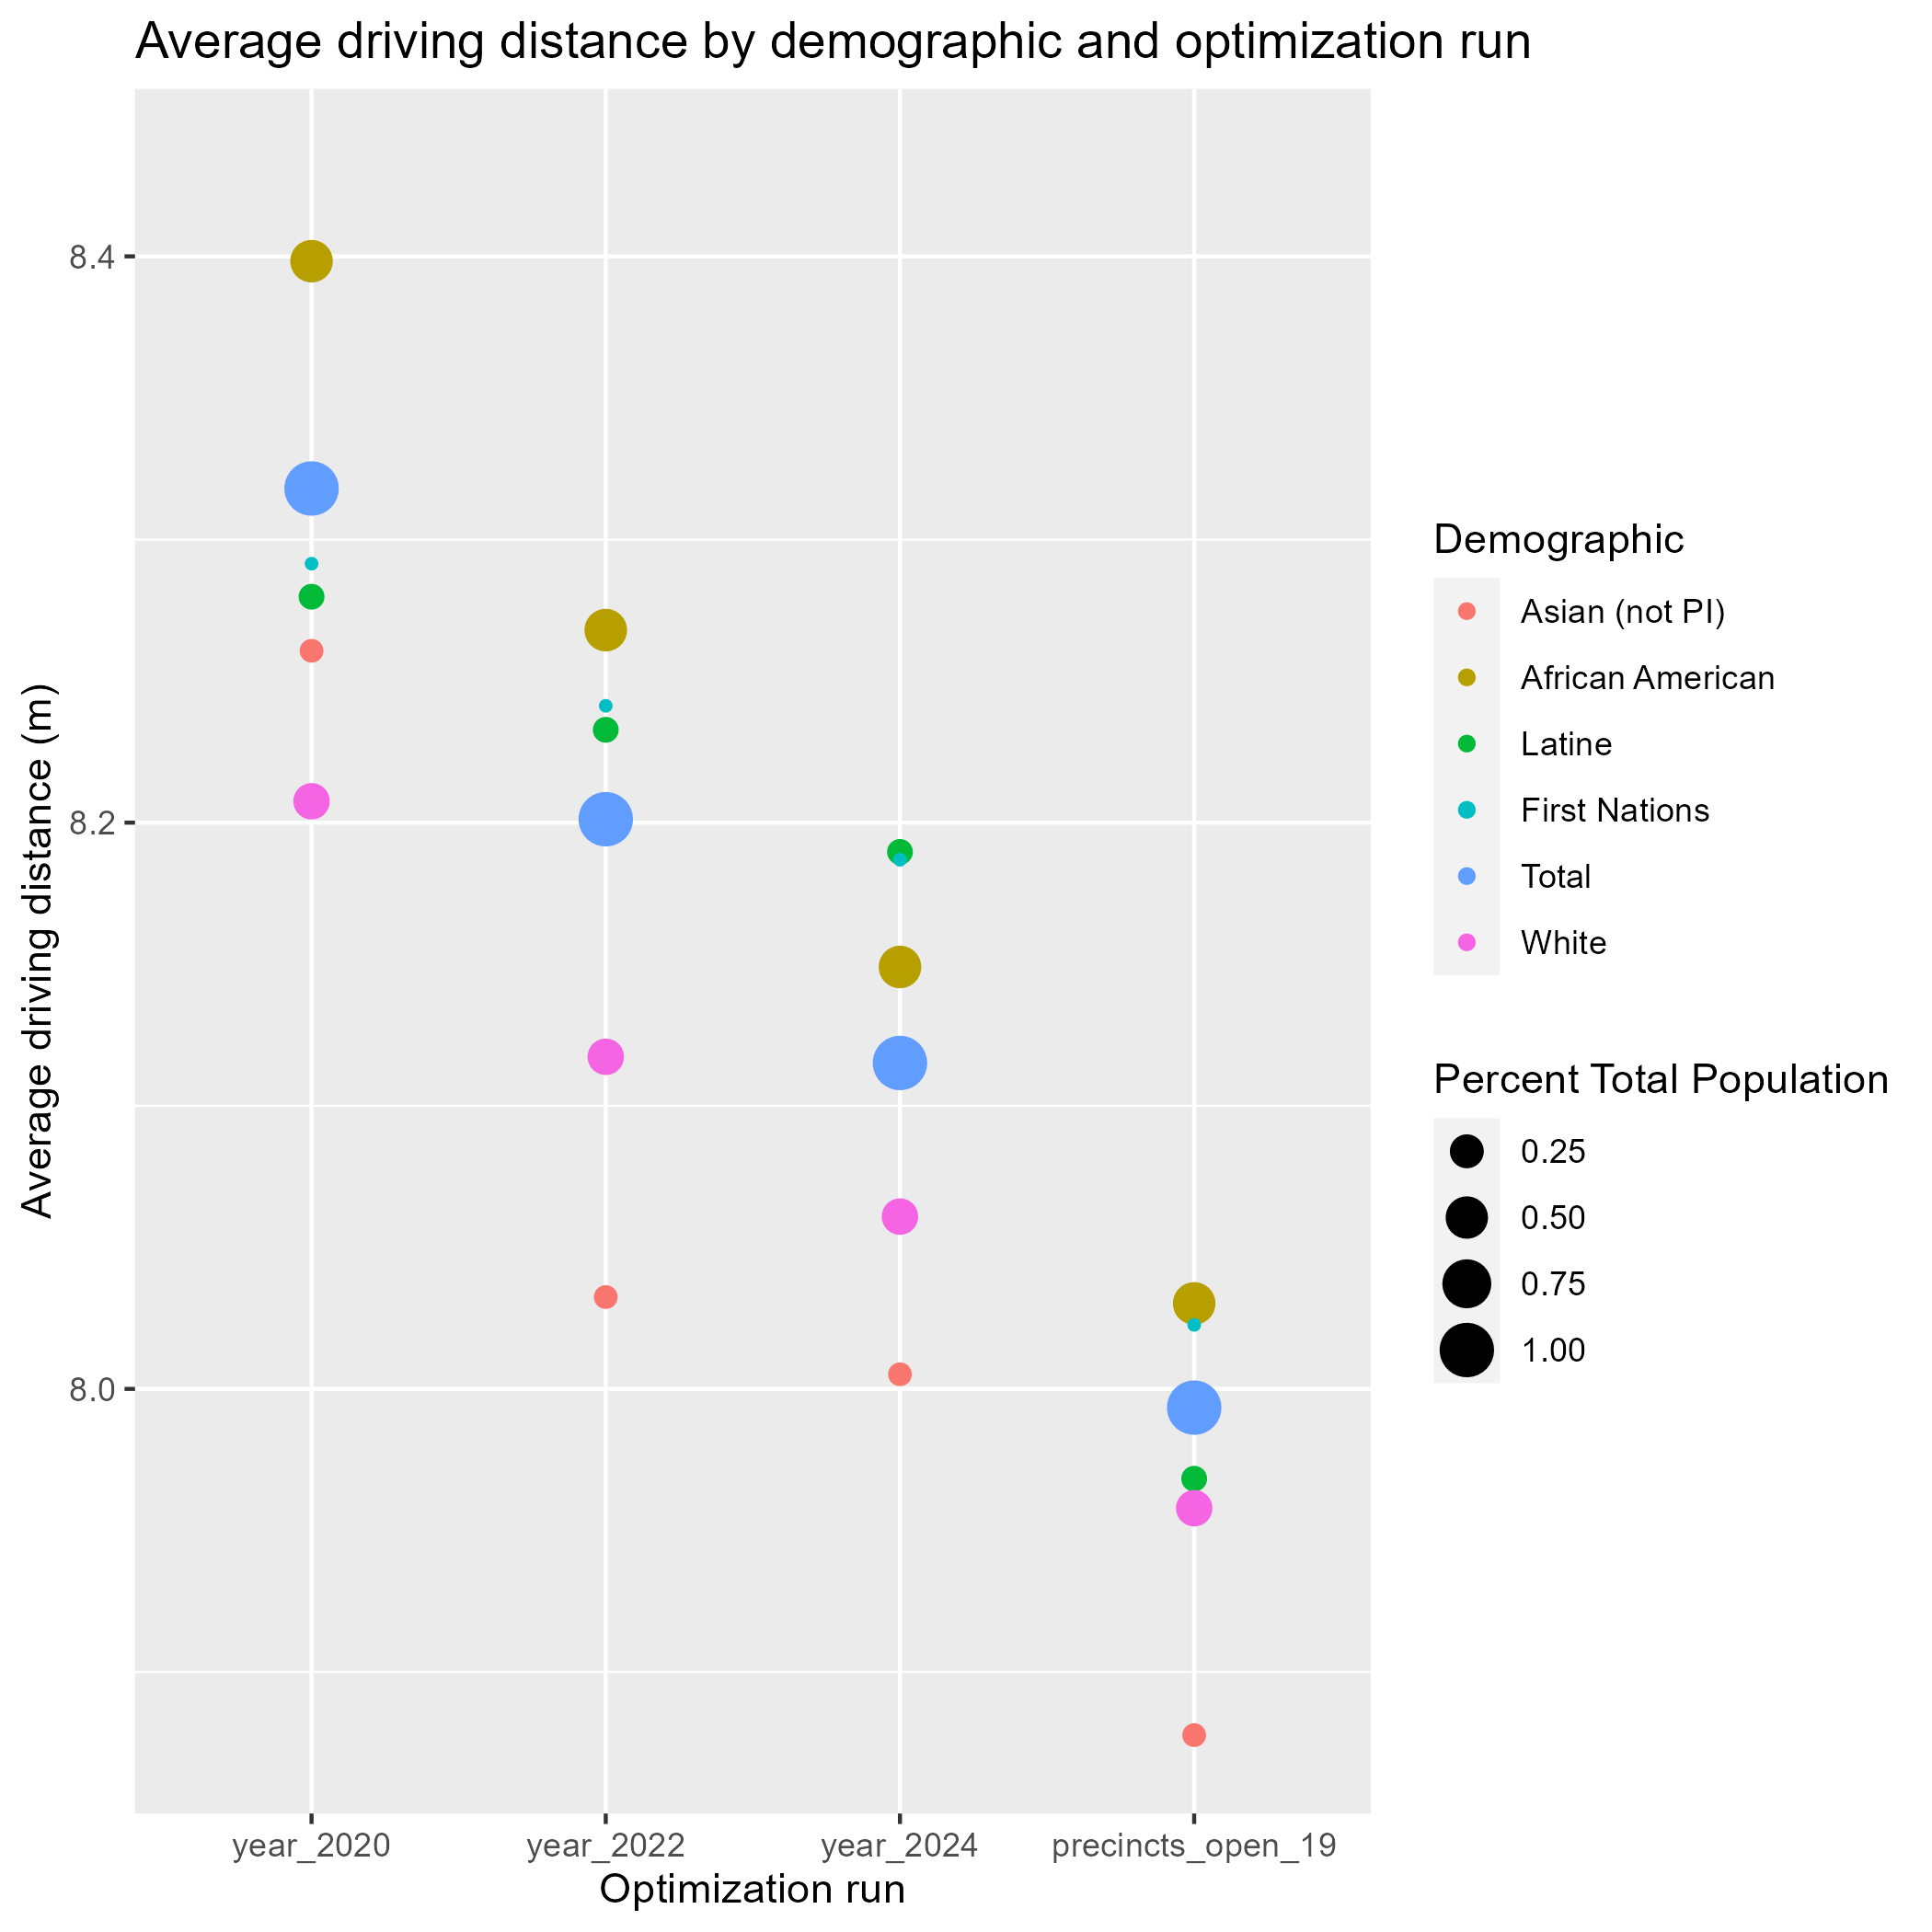 Average driving distance by demographic and optimization run
Average driving distance (m)
8.4
8.2
8.0
year_2020
year_2022
year_2024
precincts_open_19
Optimization run
Demographic
Asian (not PI)
African American
Latine
First Nations
Total
White
Percent Total Population
0.25
0.50
0.75
1.00